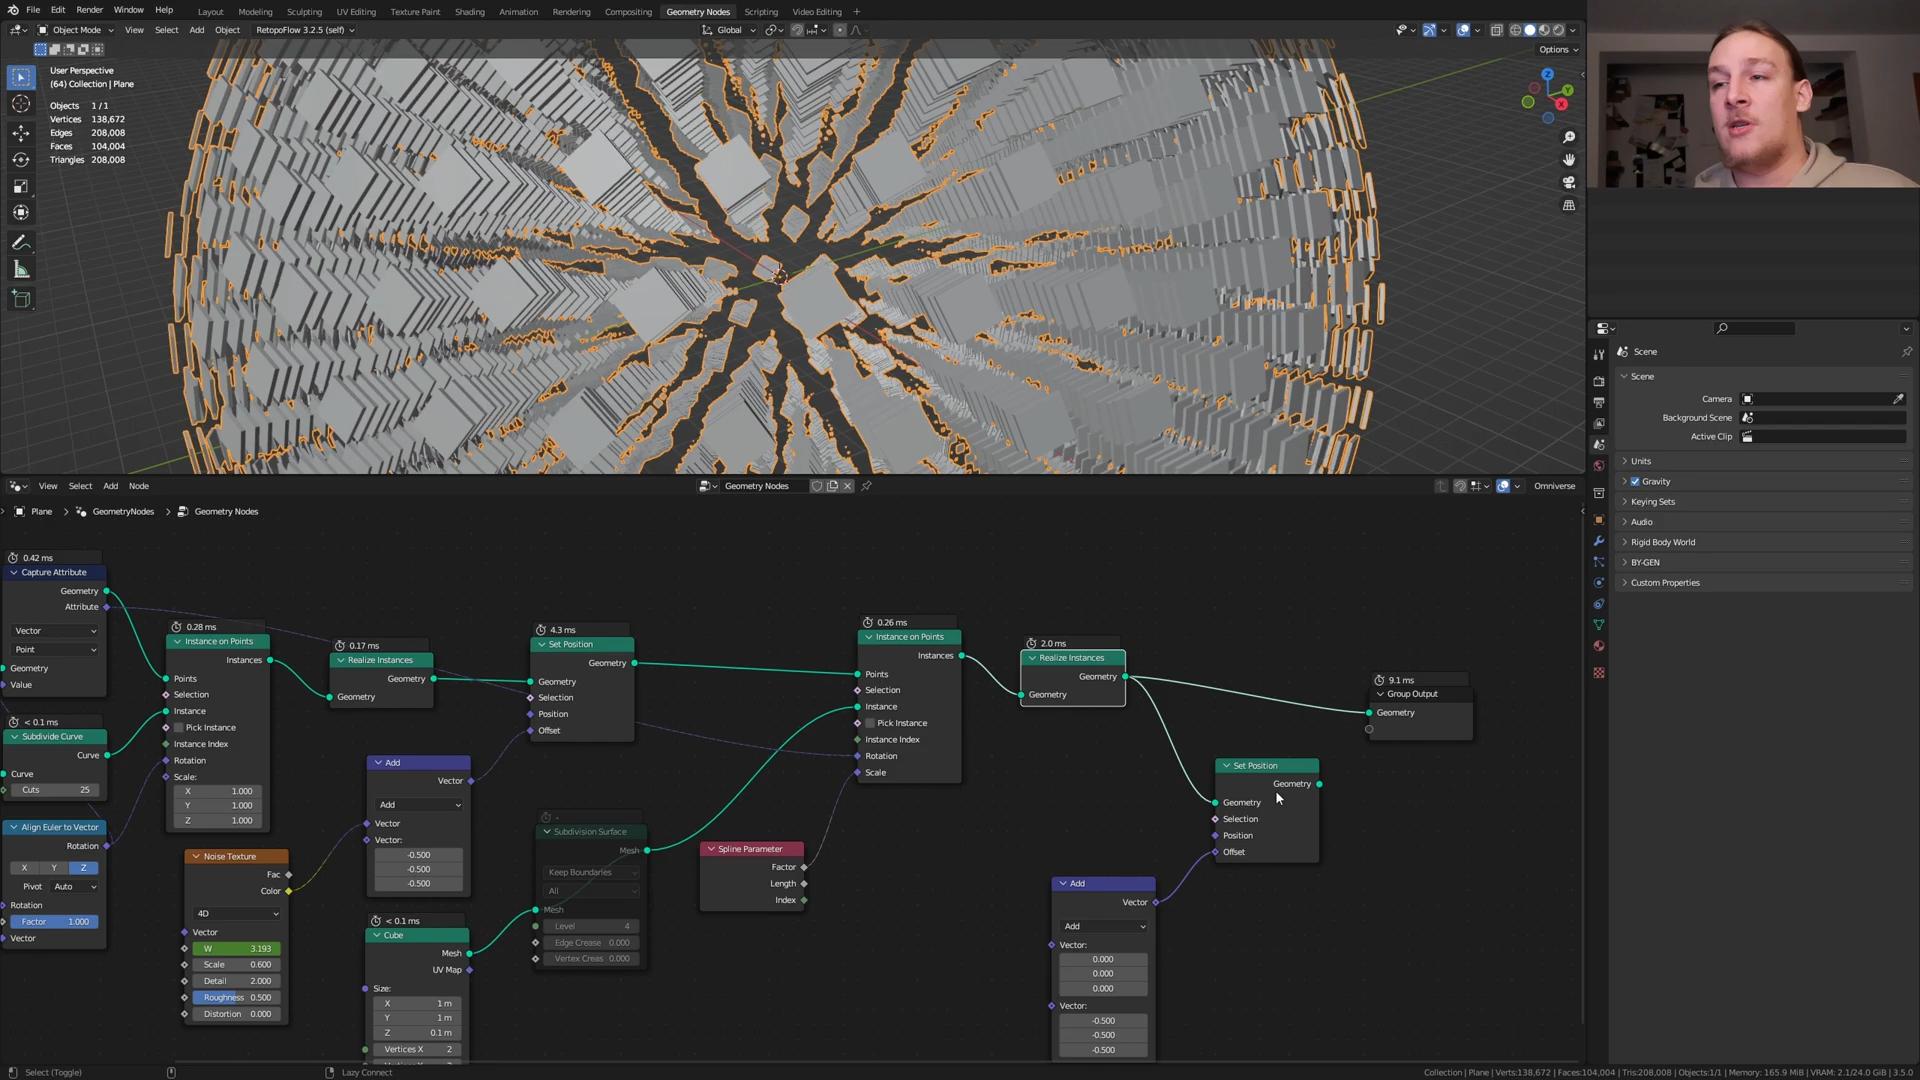 File Edit Render Window Help Layout Modeling Sculpting UV Editing Texture Paint Shading Animation Rendering Compositing Geometry Nodes Scripting Video Editing +
Object Mode View Select Add Object RetopoFlow 3.2.5 (self) Global
Options
User Perspective
(64) Collection | Plane
Objects 1 / 1
Vertices 138,672
Edges 208,008
Faces 104,004
Triangles 208,008
Z
Y
X
View Select Add Node Geometry Nodes Omniverse
Plane > GeometryNodes > Geometry Nodes
0.42 ms
Capture Attribute
Geometry
Attribute
Vector
Point
Geometry
Value
< 0.1 ms
Subdivide Curve
Curve
Curve
Cuts 25
Align Euler to Vector
Rotation
X Y Z
Pivot Auto
Rotation
Factor 1.000
Vector
0.28 ms
Instance on Points
Instances
Points
Selection
Instance
Pick Instance
Instance Index
Rotation
Scale:
X 1.000
Y 1.000
Z 1.000
Noise Texture
Fac
Color
4D
Vector
W 3.193
Scale 0.600
Detail 2.000
Roughness 0.500
Distortion 0.000
0.17 ms
Realize Instances
Geometry
Geometry
Add
Vector
Add
Vector
Vector:
-0.500
-0.500
-0.500
< 0.1 ms
Cube
Mesh
UV Map
Size:
X 1 m
Y 1 m
Z 0.1 m
Vertices X 2
4.3 ms
Set Position
Geometry
Geometry
Selection
Position
Offset
-
Subdivision Surface
Mesh
Keep Boundaries
All
Mesh
Level 4
Edge Crease 0.000
Vertex Creas 0.000
Spline Parameter
Factor
Length
Index
0.26 ms
Instance on Points
Instances
Points
Selection
Instance
Pick Instance
Instance Index
Rotation
Scale
2.0 ms
Realize Instances
Geometry
Geometry
Add
Vector
Add
Vector:
0.000
0.000
0.000
Vector:
-0.500
-0.500
-0.500
Set Position
Geometry
Geometry
Selection
Position
Offset
9.1 ms
Group Output
Geometry
Scene
Scene
Camera
Background Scene
Active Clip
Units
Gravity
Keying Sets
Audio
Rigid Body World
BY-GEN
Custom Properties
Select (Toggle) Lazy Connect Collection | Plane | Verts:138,672 | Faces:104,004 | Tris:208,008 | Objects:1/1 | Memory: 165.9 MiB | VRAM: 2.1/24.0 GiB | 3.5.0